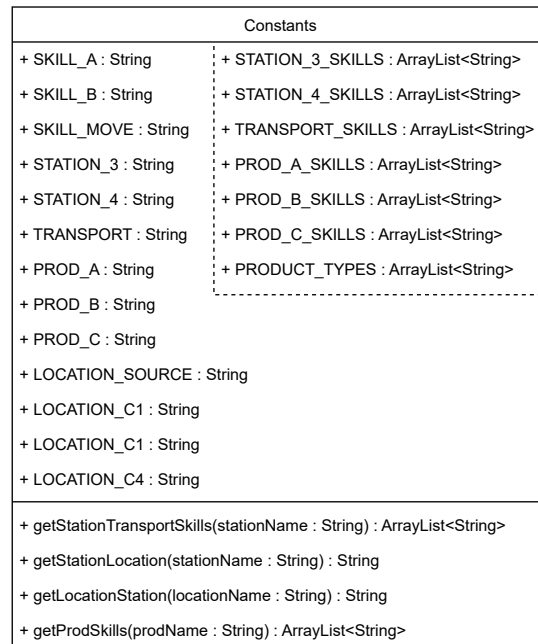 Constants
+ SKILL_A : String
+ SKILL_B : String
+ SKILL_MOVE : String
+ STATION_3 : String
+ STATION_4 : String
+ TRANSPORT : String
+ PROD_A : String
+ PROD_B : String
+ PROD_C : String
+ LOCATION_SOURCE : String
+ LOCATION_C1 : String
+ LOCATION_C1 : String
+ LOCATION_C4 : String
+ STATION_3_SKILLS : ArrayList<String>
+ STATION_4_SKILLS : ArrayList<String>
+ TRANSPORT_SKILLS : ArrayList<String>
+ PROD_A_SKILLS : ArrayList<String>
+ PROD_B_SKILLS : ArrayList<String>
+ PROD_C_SKILLS : ArrayList<String>
+ PRODUCT_TYPES : ArrayList<String>
+ getStationTransportSkills(stationName : String) : ArrayList<String>
+ getStationLocation(stationName : String) : String
+ getLocationStation(locationName : String) : String
+ getProdSkills(prodName : String) : ArrayList<String>